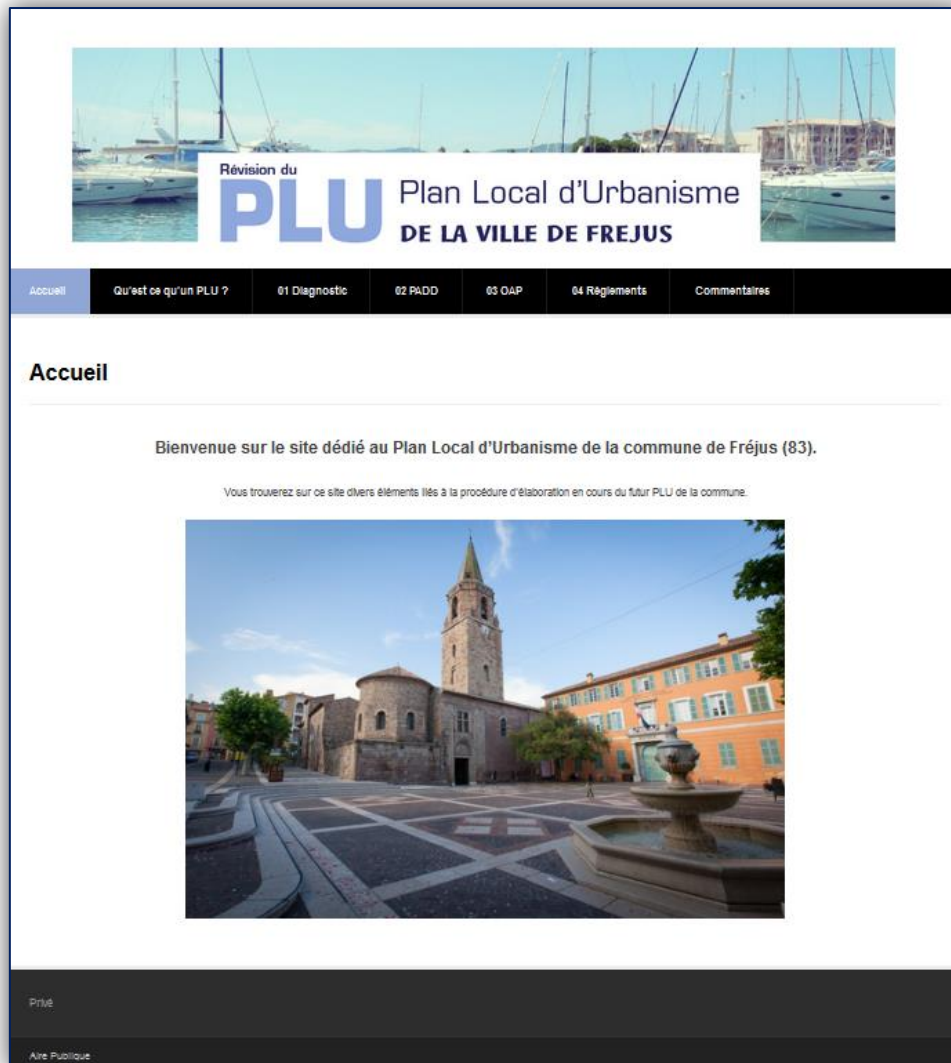 Révision du
PLU Plan Local d'Urbanisme
DE LA VILLE DE FREJUS
Accueil Qu'est ce qu'un PLU ? 01 Diagnostic 02 PADD 03 OAP 04 Règlements Commentaires
Accueil
Bienvenue sur le site dédié au Plan Local d'Urbanisme de la commune de Fréjus (83).
Vous trouverez sur ce site divers éléments liés à la procédure d'élaboration en cours du futur PLU de la commune.
Privé
Aire Publique